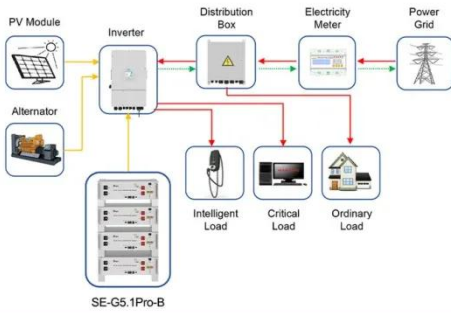 PV Module
Inverter
Distribution
Box
Electricity
Meter
Power
Grid
Alternator
Intelligent
Load
Critical
Load
Ordinary
Load
SE-G5.1Pro-B